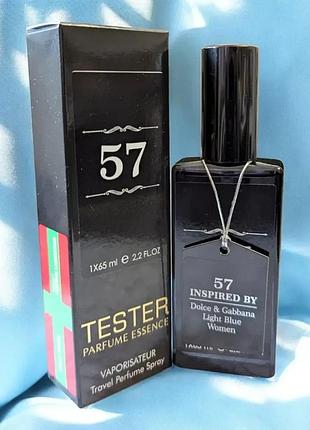 57
1X65 ml e 2.2 FL.OZ
TESTER
PARFUME ESSENCE
VAPORISATEUR
Travel Perfume Spray
57
INSPIRED BY
Dolce & Gabbana
Light Blue
Women